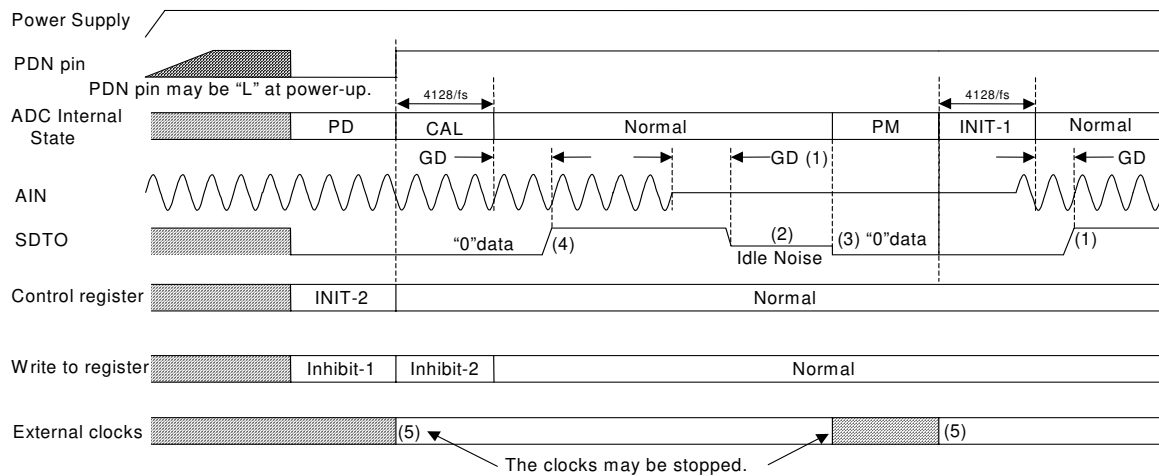 Power Supply
PDN pin
PDN pin may be “L” at power-up.
4128/fs
4128/fs
ADC Internal
State
PD
CAL
Normal
PM
INIT-1
Normal
GD
GD (1)
GD
AIN
SDTO
“0”data
(4)
(2)
Idle Noise
(3) “0”data
(1)
Control register
INIT-2
Normal
Write to register
Inhibit-1
Inhibit-2
Normal
External clocks
(5)
(5)
The clocks may be stopped.